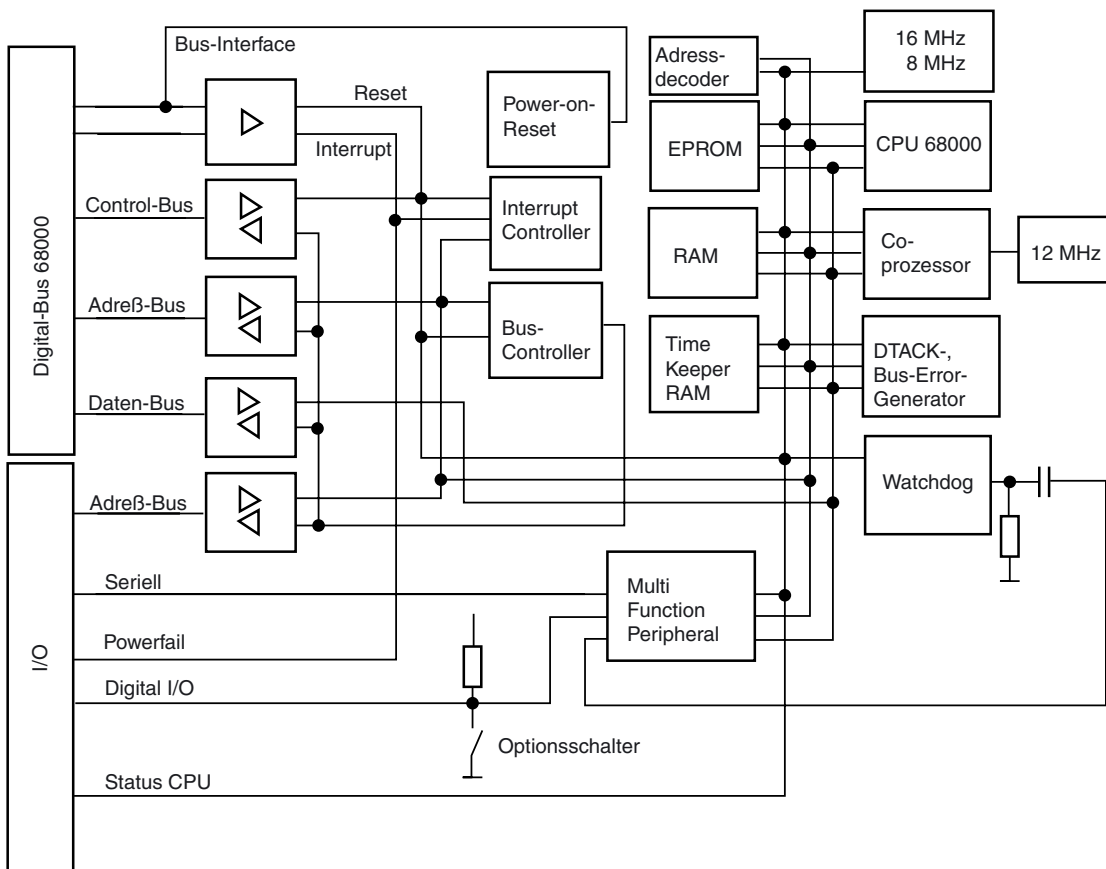 Bus-Interface
Reset
Interrupt
Digital-Bus 68000
Control-Bus
Adreß-Bus
Daten-Bus
Adreß-Bus
I/O
Seriell
Powerfail
Digital I/O
Status CPU
Optionsschalter
Power-on-
Reset
Interrupt
Controller
Bus-
Controller
Multi
Function
Peripheral
Adress-
decoder
EPROM
RAM
Time
Keeper
RAM
16 MHz
8 MHz
CPU 68000
Co-
prozessor
12 MHz
DTACK-,
Bus-Error-
Generator
Watchdog